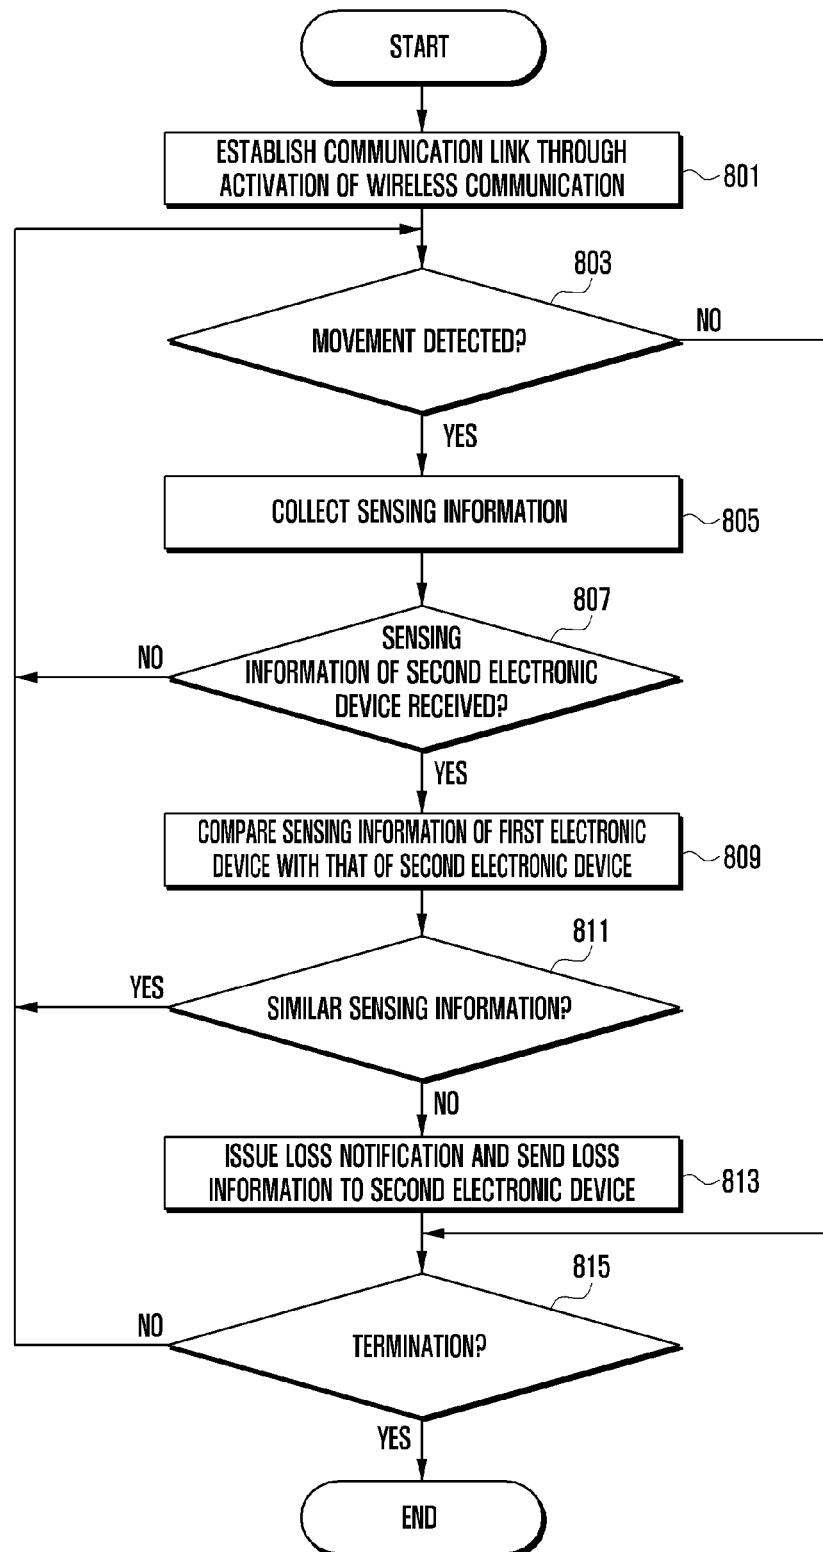 START
ESTABLISH COMMUNICATION LINK THROUGH
ACTIVATION OF WIRELESS COMMUNICATION
801
803
MOVEMENT DETECTED?
NO
YES
COLLECT SENSING INFORMATION
805
807
SENSING
INFORMATION OF SECOND ELECTRONIC
DEVICE RECEIVED?
NO
YES
COMPARE SENSING INFORMATION OF FIRST ELECTRONIC
DEVICE WITH THAT OF SECOND ELECTRONIC DEVICE
809
811
SIMILAR SENSING INFORMATION?
YES
NO
ISSUE LOSS NOTIFICATION AND SEND LOSS
INFORMATION TO SECOND ELECTRONIC DEVICE
813
815
TERMINATION?
NO
YES
END